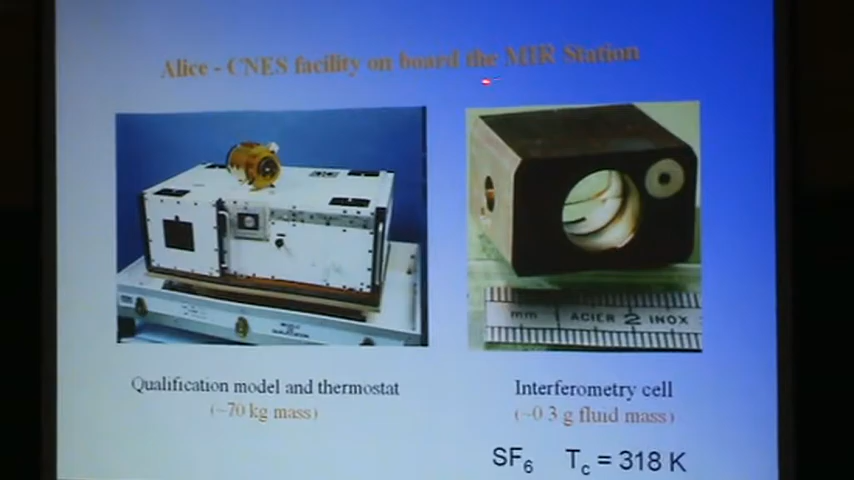 Alice - CNES facility on board the MIR Station
mm ACIER 2 INOX
Qualification model and thermostat
(~70 kg mass)
Interferometry cell
(~0 3 g fluid mass)
SF6 Tc = 318 K